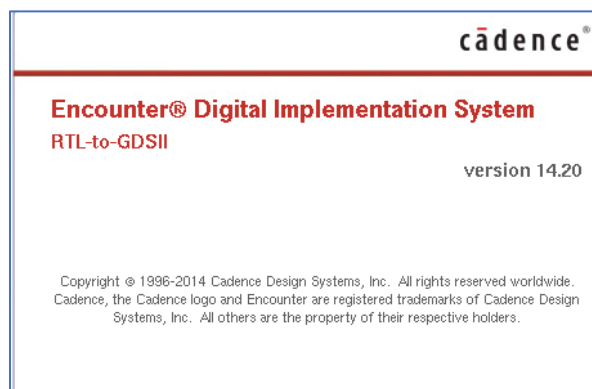 cādence®
Encounter® Digital Implementation System
RTL-to-GDSII
version 14.20
Copyright © 1996-2014 Cadence Design Systems, Inc. All rights reserved worldwide.
Cadence, the Cadence logo and Encounter are registered trademarks of Cadence Design
Systems, Inc. All others are the property of their respective holders.